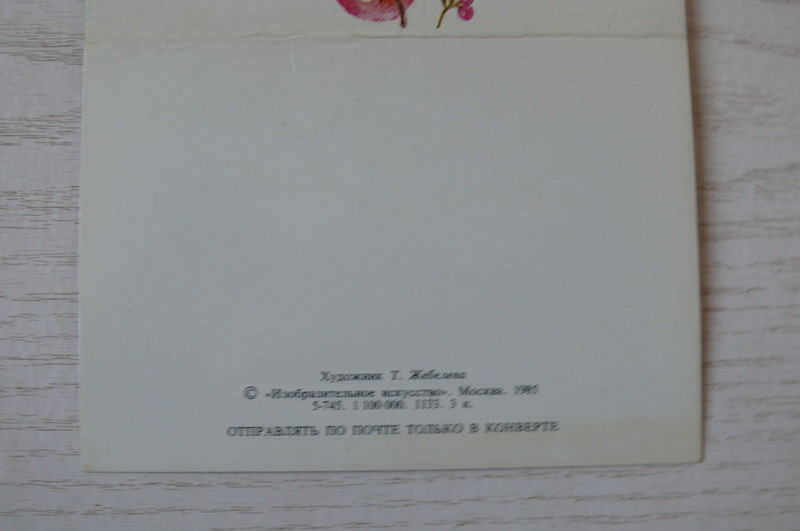 Художник Т. Жебелева
© «Изобразительное искусство». Москва. 1985
5-745. 1 100 000. 1133. 3 к.
ОТПРАВЛЯТЬ ПО ПОЧТЕ ТОЛЬКО В КОНВЕРТЕ